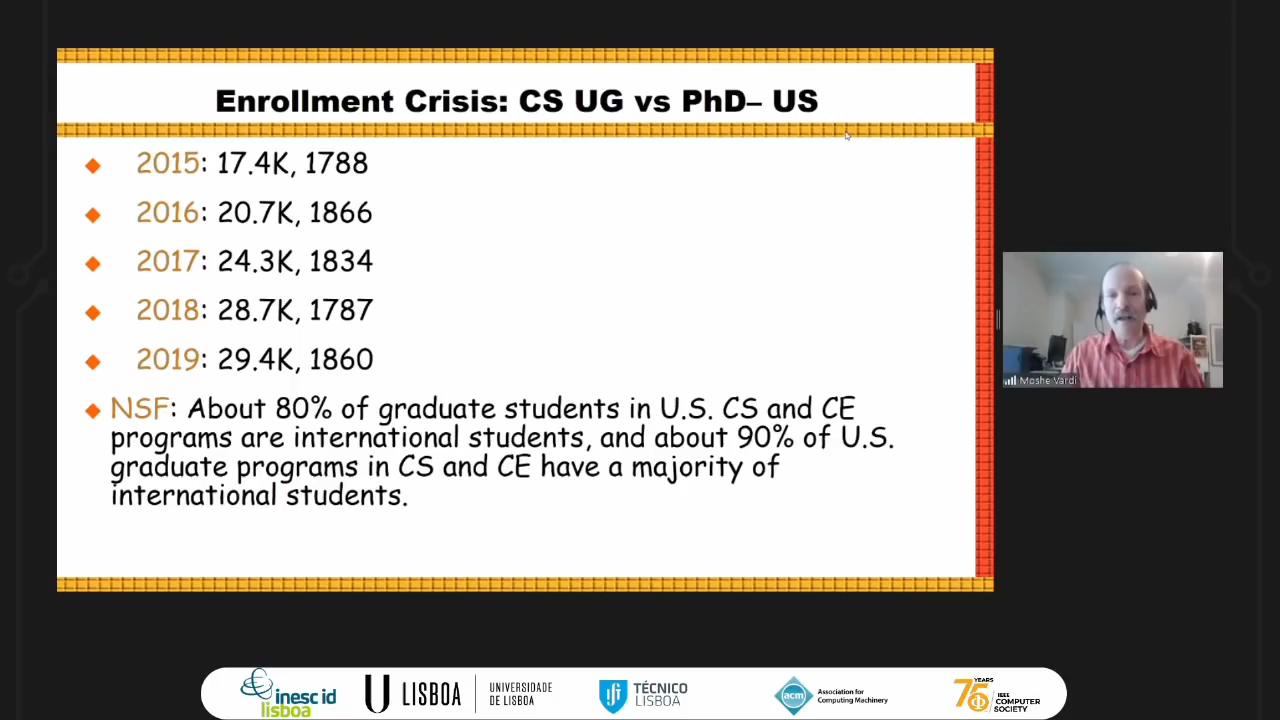 Enrollment Crisis: CS UG vs PhD– US
2015: 17.4K, 1788
2016: 20.7K, 1866
2017: 24.3K, 1834
2018: 28.7K, 1787
2019: 29.4K, 1860
NSF: About 80% of graduate students in U.S. CS and CE
programs are international students, and about 90% of U.S.
graduate programs in CS and CE have a majority of
international students.
Moshe Vardi
inesc id
lisboa
LISBOA
UNIVERSIDADE
DE LISBOA
TÉCNICO
LISBOA
acm
Association for
Computing Machinery
75 YEARS
IEEE
COMPUTER
SOCIETY